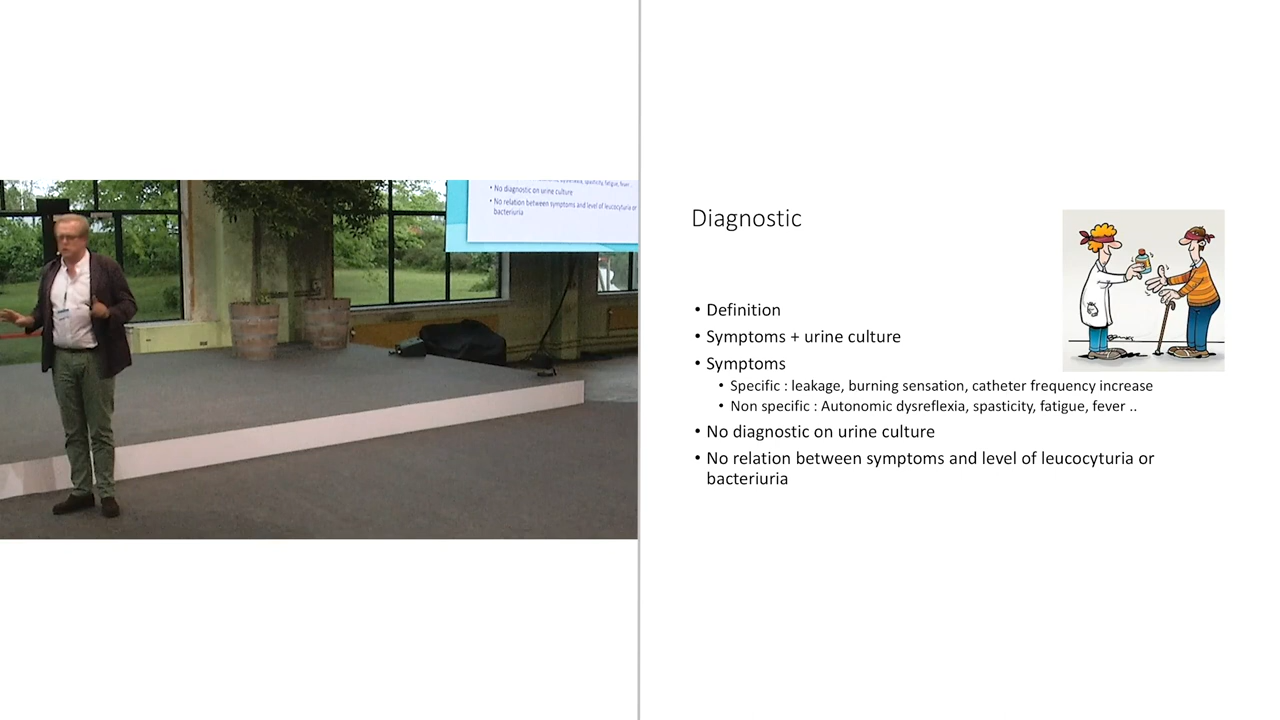 No diagnostic on urine culture
No relation between symptoms and level of leucocyturia or
bacteriuria
Diagnostic
• Definition
• Symptoms + urine culture
• Symptoms
• Specific : leakage, burning sensation, catheter frequency increase
• Non specific : Autonomic dysreflexia, spasticity, fatigue, fever ..
• No diagnostic on urine culture
• No relation between symptoms and level of leucocyturia or
bacteriuria